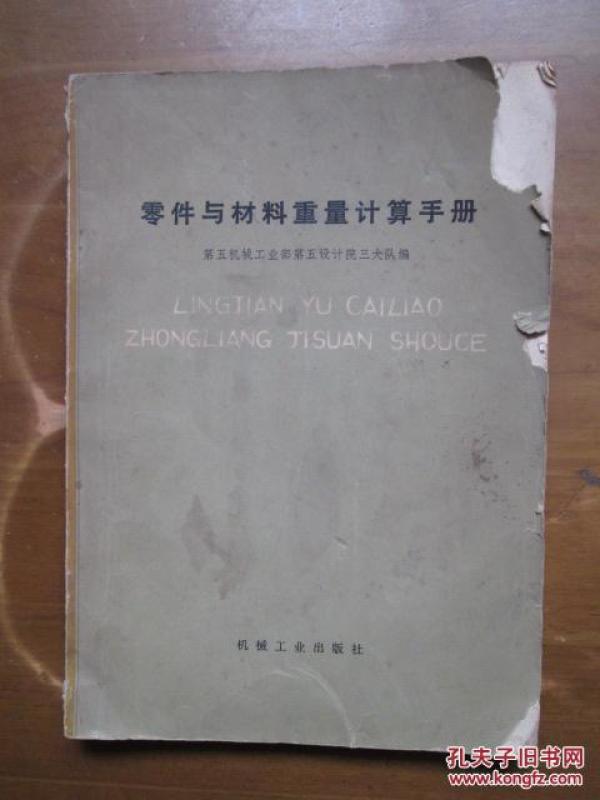 零件与材料重量计算手册
第五机械工业部第五设计院三大队编
LINGJIAN YU CAILIAO
ZHONGLIANG JISUAN SHOUCE
机械工业出版社
孔夫子旧书网
www.kongfz.com